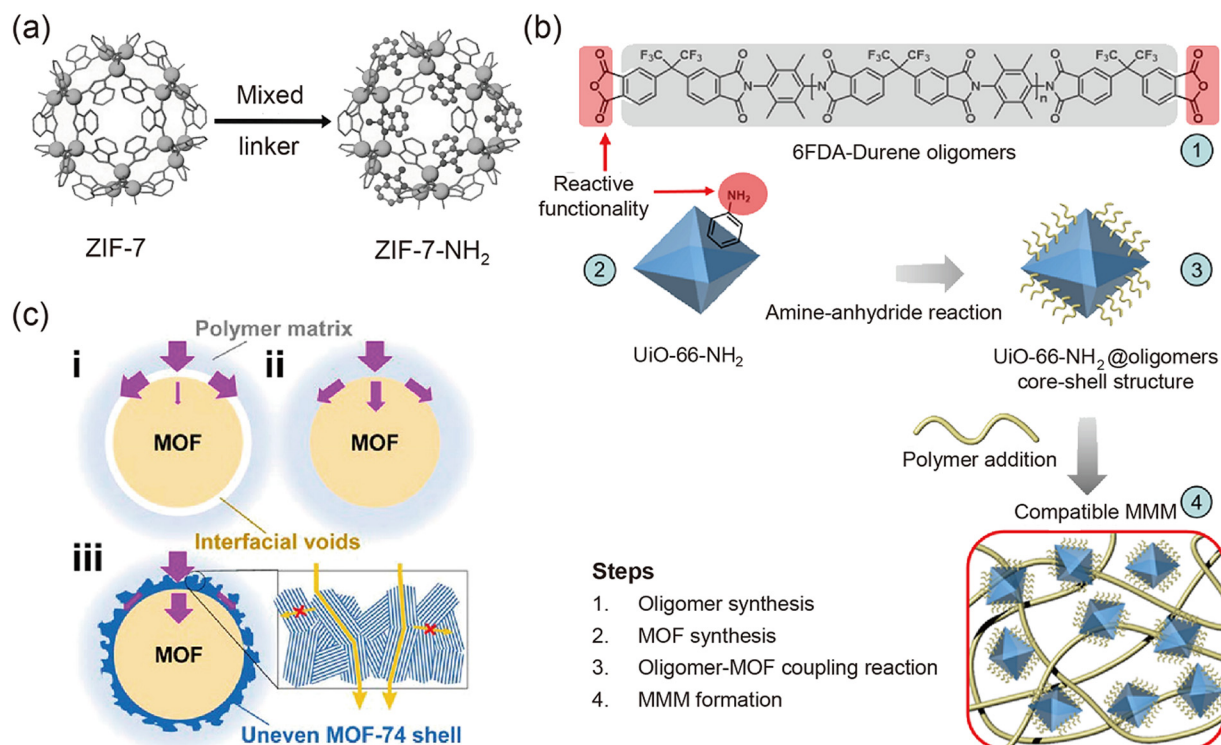 (a)
Mixed
linker
ZIF-7
ZIF-7-NH₂
(b)
F₃C CF₃ F₃C CF₃ F₃C CF₃
O O O O O O O O
O N N N N O
n
O O O O O O O O
6FDA-Durene oligomers
1
Reactive
functionality
NH₂
2
3
Amine-anhydride reaction
UiO-66-NH₂
UiO-66-NH₂@oligomers
core-shell structure
Polymer addition
4
Compatible MMM
Steps
1. Oligomer synthesis
2. MOF synthesis
3. Oligomer-MOF coupling reaction
4. MMM formation
(c)
Polymer matrix
i
ii
MOF
MOF
Interfacial voids
iii
MOF
Uneven MOF-74 shell